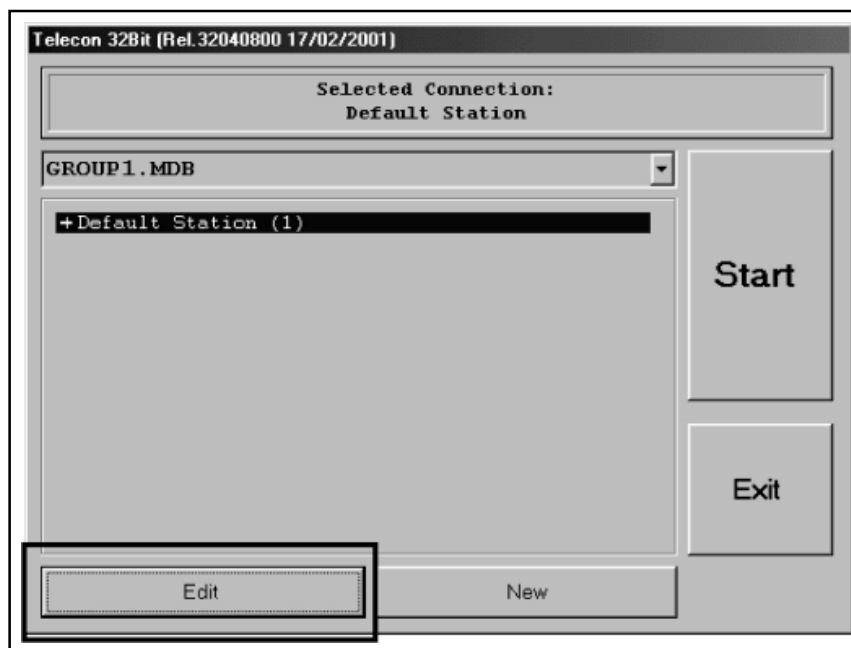 Telecon 32Bit (Rel.32040800 17/02/2001)
Selected Connection:
Default Station
GROUP1.MDB
+Default Station (1)
Start
Exit
Edit
New